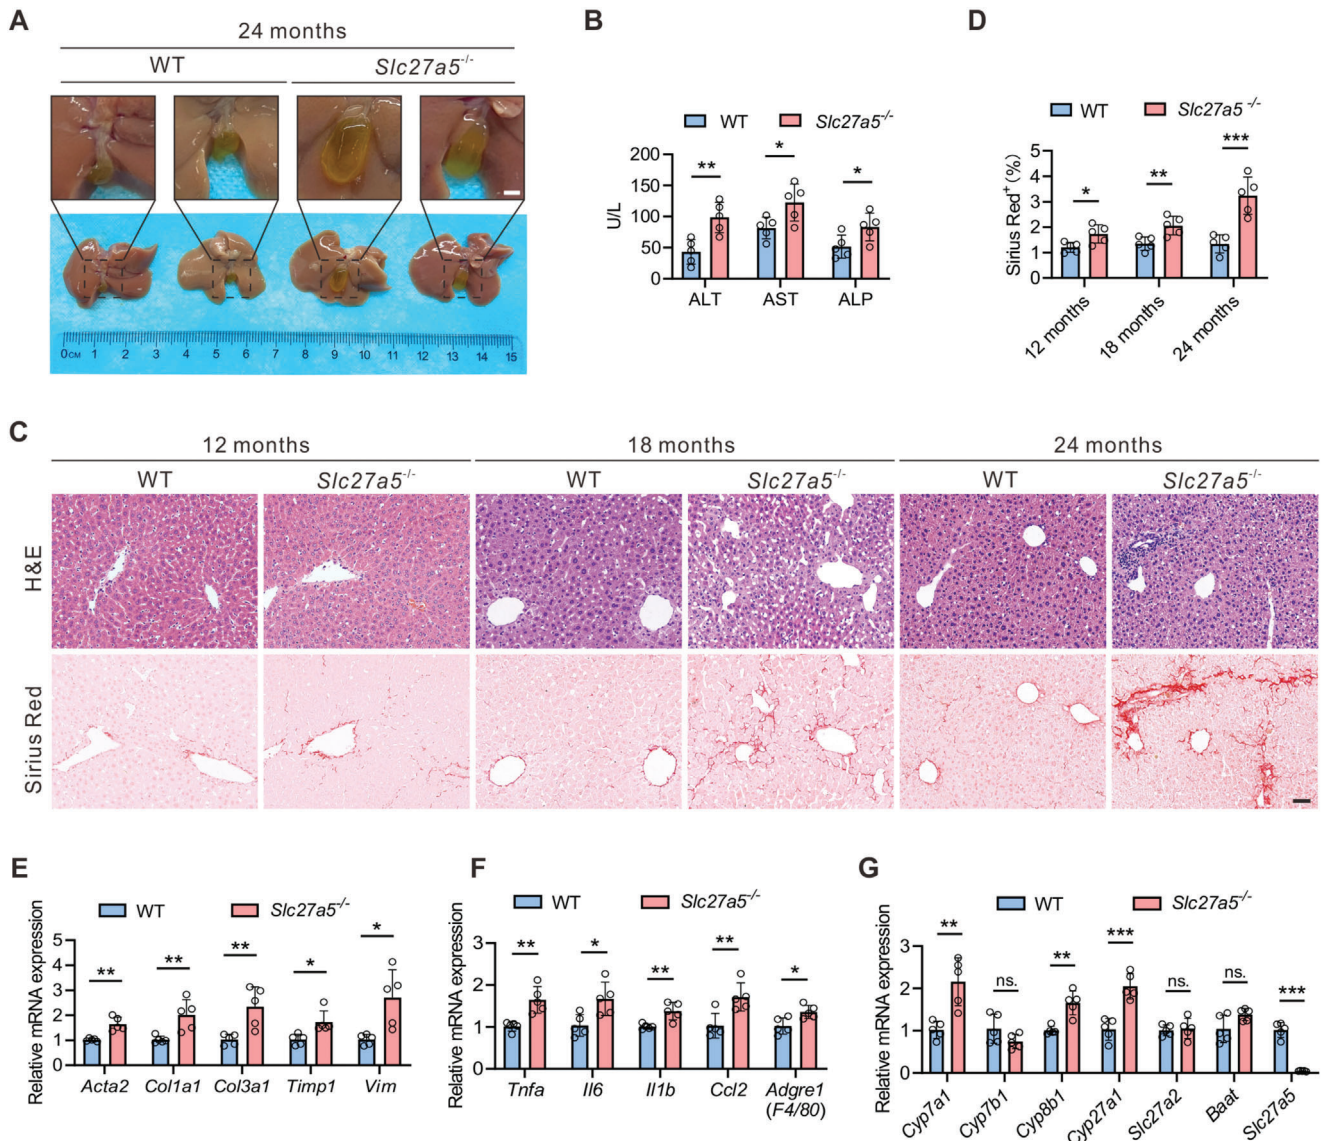 A
24 months
WT Slc27a5-/-
0CM 1 2 3 4 5 6 7 8 9 10 11 12 13 14 15
B
WT Slc27a5-/-
U/L
200
150
100
50
0
** * *
ALT AST ALP
D
WT Slc27a5-/-
Sirius Red+(%)
5
4
3
2
1
0
* ** ***
12 months 18 months 24 months
C
12 months 18 months 24 months
WT Slc27a5-/- WT Slc27a5-/- WT Slc27a5-/-
H&E
Sirius Red
E
WT Slc27a5-/-
Relative mRNA expression
5
4
3
2
1
0
** ** ** * *
Acta2 Col1a1 Col3a1 Timp1 Vim
F
WT Slc27a5-/-
Relative mRNA expression
3
2
1
0
** * ** ** *
Tnfa Il6 Il1b Ccl2 Adgre1
(F4/80)
G
WT Slc27a5-/-
Relative mRNA expression
3
2
1
0
** ns. ** *** ns. ns. ***
Cyp7a1 Cyp7b1 Cyp8b1 Cyp27a1 Slc27a2 Baat Slc27a5